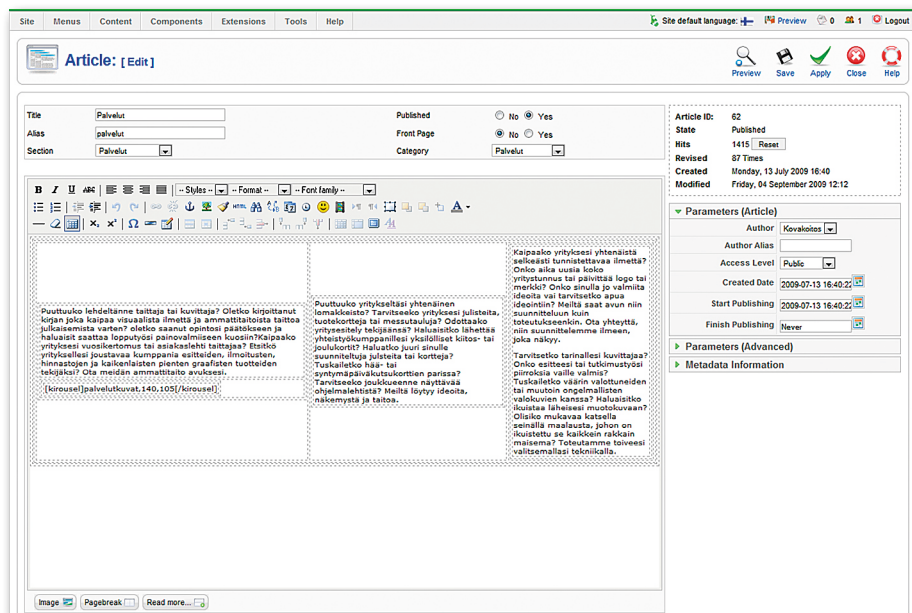 Site Menus Content Components Extensions Tools Help
Site default language: Preview 0 1 Logout
Article: [ Edit ]
Preview Save Apply Close Help
Title Palvelut Published No Yes
Alias palvelut Front Page No Yes
Section Palvelut Category Palvelut
Article ID: 62
State Published
Hits 1415 Reset
Revised 87 Times
Created Monday, 13 July 2009 16:40
Modified Friday, 04 September 2009 12:12
B I U ABC -- Styles -- -- Format -- -- Font family --
HTML
Puuttuuko lehdeltänne taittaja tai kuvittaja? Oletko kirjoittanut
kirjan joka kaipaa visuaalista ilmettä ja ammattitaitoista taittoa
julkaisemista varten? oletko saanut opintosi päätökseen ja
haluaisit saattaa lopputyösi painovalmiiseen kuosiin?Kaipaako
yrityksesi vuosikertomus tai asiakaslehti taittajaa? Etsitkö
yrityksellesi joustavaa kumppania esitteiden, ilmoitusten,
hinnastojen ja kaikenlaisten pienten graafisten tuotteiden
tekijäksi? Ota meidän ammattitaito avuksesi.
[kirousel]palvelutkuvat,140,105[/kirousel]
Puuttuuko yritykseltäsi yhtenäinen
lomakkeisto? Tarvitseeko yrityksesi julisteita,
tuotekortteja tai messutauluja? Odottaako
yritysesitely tekijäänsä? Haluaisitko lähettää
yhteistyökumppanillesi yksilölliset kiitos- tai
joulukortit? Haluatko juuri sinulle
suunniteltuja julsteita tai kortteja?
Tuskailetko hää- tai
syntymäpäiväkutsukorttien parissa?
Tarvitseeko joukkueenne näyttävää
ohjelmalehtistä? Meiltä löytyy ideoita,
näkemystä ja taitoa.
Kaipaako yrityksesi yhtenäistä
selkeästi tunnistettavaa ilmettä?
Onko aika uusia koko
yritystunnus tai päivittää logo tai
merkki? Onko sinulla jo valmiita
ideoita vai tarvitsetko apua
ideointiin? Meiltä saat avun niin
suunnitteluun kuin
toteutukseenkin. Ota yhteyttä,
niin suunnittelemme ilmeen,
joka näkyy.
Tarvitsetko tarinallesi kuvittajaa?
Onko esitteesi tai tutkimustyösi
piirroksia vaille valmis?
Tuskailetko väärin valottuneiden
tai muutoin ongelmallisten
valokuvien kanssa? Haluaisitko
ikuistaa läheisesi muotokuvaan?
Olisiko mukavaa katsella
seinällä maalausta, johon on
ikuistettu se kaikkein rakkain
maisema? Toteutamme toiveesi
valitsemallasi tekniikalla.
Parameters (Article)
Author Kovakoitos
Author Alias
Access Level Public
Created Date 2009-07-13 16:40:22
Start Publishing 2009-07-13 16:40:22
Finish Publishing Never
Parameters (Advanced)
Metadata Information
Image Pagebreak Read more...